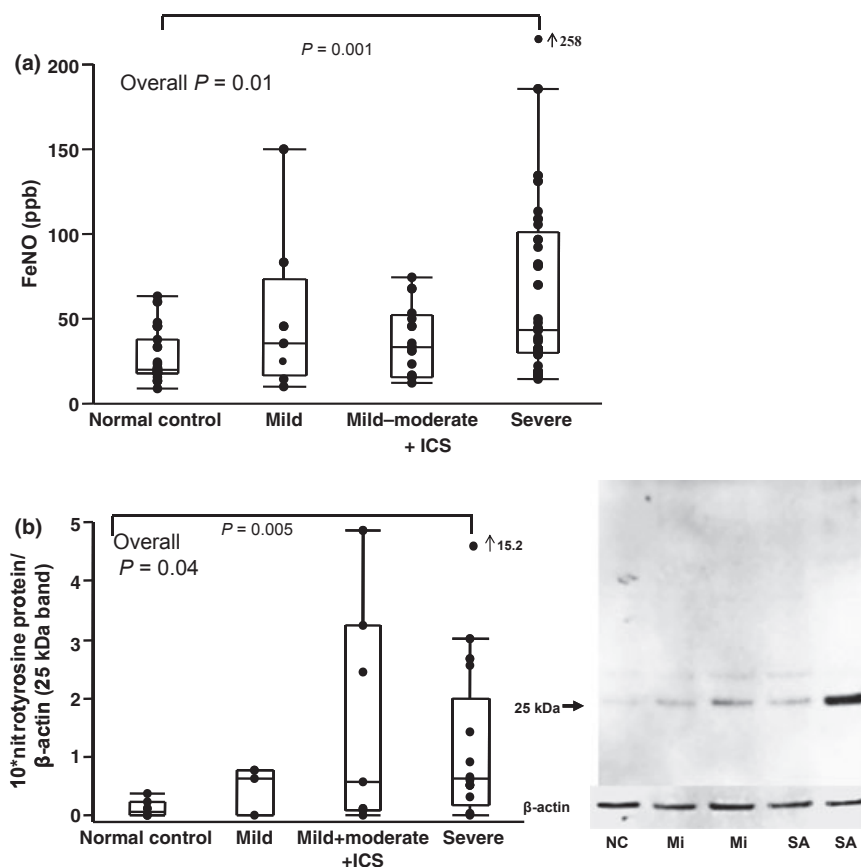 P = 0.001
↑258
(a)
Overall P = 0.01
FeNO (ppb)
200
150
100
50
0
Normal control
Mild
Mild–moderate
+ ICS
Severe
(b)
P = 0.005
Overall
P = 0.04
↑15.2
10*nitrotyrosine protein/
β-actin (25 kDa band)
5
4
3
2
1
0
Normal control
Mild
Mild+moderate
+ICS
Severe
25 kDa
β-actin
NC Mi Mi SA SA